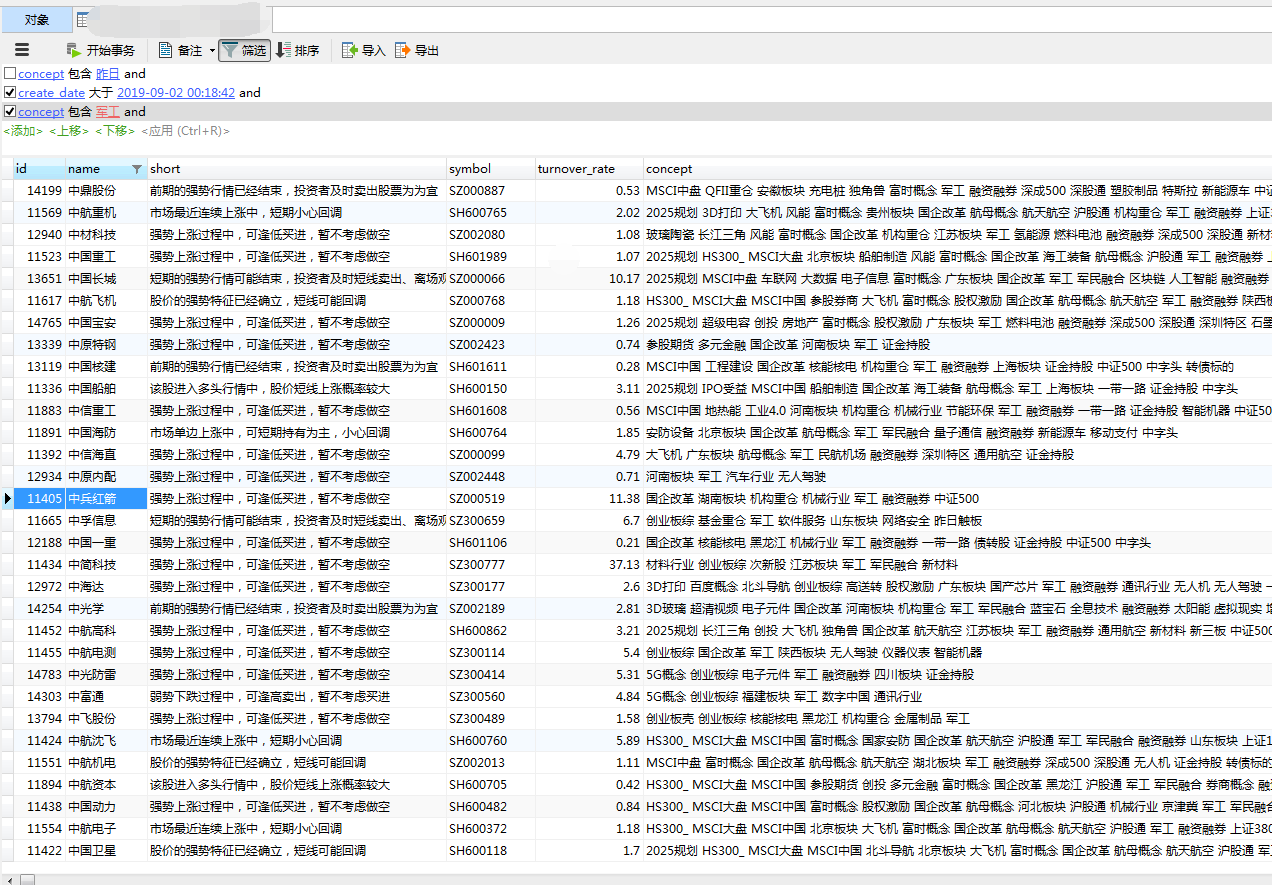 对象
开始事务 备注 筛选 排序 导入 导出
concept 包含 昨日 and
create_date 大于 2019-09-02 00:18:42 and
concept 包含 军工 and
<添加> <上移> <下移> <应用 (Ctrl+R)>
id name short symbol turnover_rate concept
14199 中鼎股份 前期的强势行情已经结束，投资者及时卖出股票为为宜 SZ000887 0.53 MSCI中盘 QFII重仓 安徽板块 充电桩 独角兽 富时概念 军工 融资融券 深成500 深股通 塑胶制品 特斯拉 新能源车 中证
11569 中航重机 市场最近连续上涨中，短期小心回调 SH600765 2.02 2025规划 3D打印 大飞机 风能 富时概念 贵州板块 国企改革 航母概念 航天航空 沪股通 机构重仓 军工 融资融券 上证3
12940 中材科技 强势上涨过程中，可逢低买进，暂不考虑做空 SZ002080 1.08 玻璃陶瓷 长江三角 风能 富时概念 国企改革 机构重仓 江苏板块 军工 氢能源 燃料电池 融资融券 深成500 深股通 新材
11523 中国重工 强势上涨过程中，可逢低买进，暂不考虑做空 SH601989 1.07 2025规划 HS300_ MSCI大盘 北京板块 船舶制造 风能 富时概念 国企改革 海工装备 航母概念 沪股通 军工 融资融券
13651 中国长城 短期的强势行情可能结束，投资者及时短线卖出、离场观 SZ000066 10.17 2025规划 MSCI中盘 车联网 大数据 电子信息 富时概念 广东板块 国企改革 军工 军民融合 区块链 人工智能 融资融券
11617 中航飞机 股价的强势特征已经确立，短线可能回调 SZ000768 1.18 HS300_ MSCI大盘 MSCI中国 参股券商 大飞机 富时概念 股权激励 国企改革 航母概念 航天航空 军工 融资融券 陕西板
14765 中国宝安 强势上涨过程中，可逢低买进，暂不考虑做空 SZ000009 1.26 2025规划 超级电容 创投 房地产 富时概念 股权激励 广东板块 军工 燃料电池 融资融券 深成500 深股通 深圳特区 石墨
13339 中原特钢 强势上涨过程中，可逢低买进，暂不考虑做空 SZ002423 0.74 参股期货 多元金融 国企改革 河南板块 军工 证金持股
13119 中国核建 前期的强势行情已经结束，投资者及时卖出股票为为宜 SH601611 0.28 MSCI中国 工程建设 国企改革 核能核电 机构重仓 军工 融资融券 上海板块 证金持股 中证500 中字头 转债标的
11336 中国船舶 该股进入多头行情中，股价短线上涨概率较大 SH600150 3.11 2025规划 IPO受益 MSCI中国 船舶制造 国企改革 海工装备 航母概念 军工 上海板块 一带一路 证金持股 中字头
11883 中信重工 强势上涨过程中，可逢低买进，暂不考虑做空 SH601608 0.56 MSCI中国 地热能 工业4.0 河南板块 机构重仓 机械行业 节能环保 军工 融资融券 一带一路 证金持股 智能机器 中证50
11891 中国海防 市场单边上涨中，可短期持有为主，小心回调 SH600764 1.85 安防设备 北京板块 国企改革 航母概念 军工 军民融合 量子通信 融资融券 新能源车 移动支付 中字头
11392 中信海直 强势上涨过程中，可逢低买进，暂不考虑做空 SZ000099 4.79 大飞机 广东板块 航母概念 军工 民航机场 融资融券 深圳特区 通用航空 证金持股
12934 中原内配 强势上涨过程中，可逢低买进，暂不考虑做空 SZ002448 0.71 河南板块 军工 汽车行业 无人驾驶
11405 中兵红箭 强势上涨过程中，可逢低买进，暂不考虑做空 SZ000519 11.38 国企改革 湖南板块 机构重仓 机械行业 军工 融资融券 中证500
11665 中孚信息 短期的强势行情可能结束，投资者及时短线卖出、离场观 SZ300659 6.7 创业板综 基金重仓 军工 软件服务 山东板块 网络安全 昨日触板
12188 中国一重 强势上涨过程中，可逢低买进，暂不考虑做空 SH601106 0.21 国企改革 核能核电 黑龙江 机械行业 军工 融资融券 一带一路 债转股 证金持股 中证500 中字头
11434 中简科技 强势上涨过程中，可逢低买进，暂不考虑做空 SZ300777 37.13 材料行业 创业板综 次新股 江苏板块 军工 军民融合 新材料
12972 中海达 强势上涨过程中，可逢低买进，暂不考虑做空 SZ300177 2.6 3D打印 百度概念 北斗导航 创业板综 高送转 股权激励 广东板块 国产芯片 军工 融资融券 通讯行业 无人机 无人驾驶 一
14254 中光学 前期的强势行情已经结束，投资者及时卖出股票为为宜 SZ002189 2.81 3D玻璃 超清视频 电子元件 国企改革 河南板块 机构重仓 军工 军民融合 蓝宝石 全息技术 融资融券 太阳能 虚拟现实 增
11452 中航高科 强势上涨过程中，可逢低买进，暂不考虑做空 SH600862 3.21 2025规划 长江三角 创投 大飞机 独角兽 国企改革 航天航空 江苏板块 军工 融资融券 通用航空 新材料 新三板 中证500
11455 中航电测 强势上涨过程中，可逢低买进，暂不考虑做空 SZ300114 5.4 创业板综 国企改革 军工 陕西板块 无人驾驶 仪器仪表 智能机器
14783 中光防雷 强势上涨过程中，可逢低买进，暂不考虑做空 SZ300414 5.31 5G概念 创业板综 电子元件 军工 融资融券 四川板块 证金持股
14303 中富通 弱势下跌过程中，可逢高卖出，暂不考虑买进 SZ300560 4.84 5G概念 创业板综 福建板块 军工 数字中国 通讯行业
13794 中飞股份 强势上涨过程中，可逢低买进，暂不考虑做空 SZ300489 1.58 创业板壳 创业板综 核能核电 黑龙江 机构重仓 金属制品 军工
11424 中航沈飞 市场最近连续上涨中，短期小心回调 SH600760 5.89 HS300_ MSCI大盘 MSCI中国 富时概念 国家安防 国企改革 航天航空 沪股通 军工 军民融合 融资融券 山东板块 上证1
11551 中航机电 股价的强势特征已经确立，短线可能回调 SZ002013 1.11 MSCI中盘 富时概念 国企改革 航母概念 航天航空 湖北板块 军工 融资融券 深成500 深股通 无人机 证金持股 转债标的
11894 中航资本 该股进入多头行情中，股价短线上涨概率较大 SH600705 0.42 HS300_ MSCI大盘 MSCI中国 参股期货 创投 多元金融 富时概念 国企改革 黑龙江 沪股通 军工 军民融合 券商概念 融
11438 中国动力 强势上涨过程中，可逢低买进，暂不考虑做空 SH600482 0.84 HS300_ MSCI大盘 MSCI中国 富时概念 股权激励 国企改革 航母概念 河北板块 沪股通 机械行业 京津冀 军工 军民融合
11554 中航电子 市场最近连续上涨中，短期小心回调 SH600372 1.18 HS300_ MSCI大盘 MSCI中国 北京板块 大飞机 富时概念 国企改革 航母概念 航天航空 沪股通 军工 融资融券 上证380
11422 中国卫星 股价的强势特征已经确立，短线可能回调 SH600118 1.7 2025规划 HS300_ MSCI大盘 MSCI中国 北斗导航 北京板块 大飞机 富时概念 国企改革 航母概念 航天航空 沪股通 军工